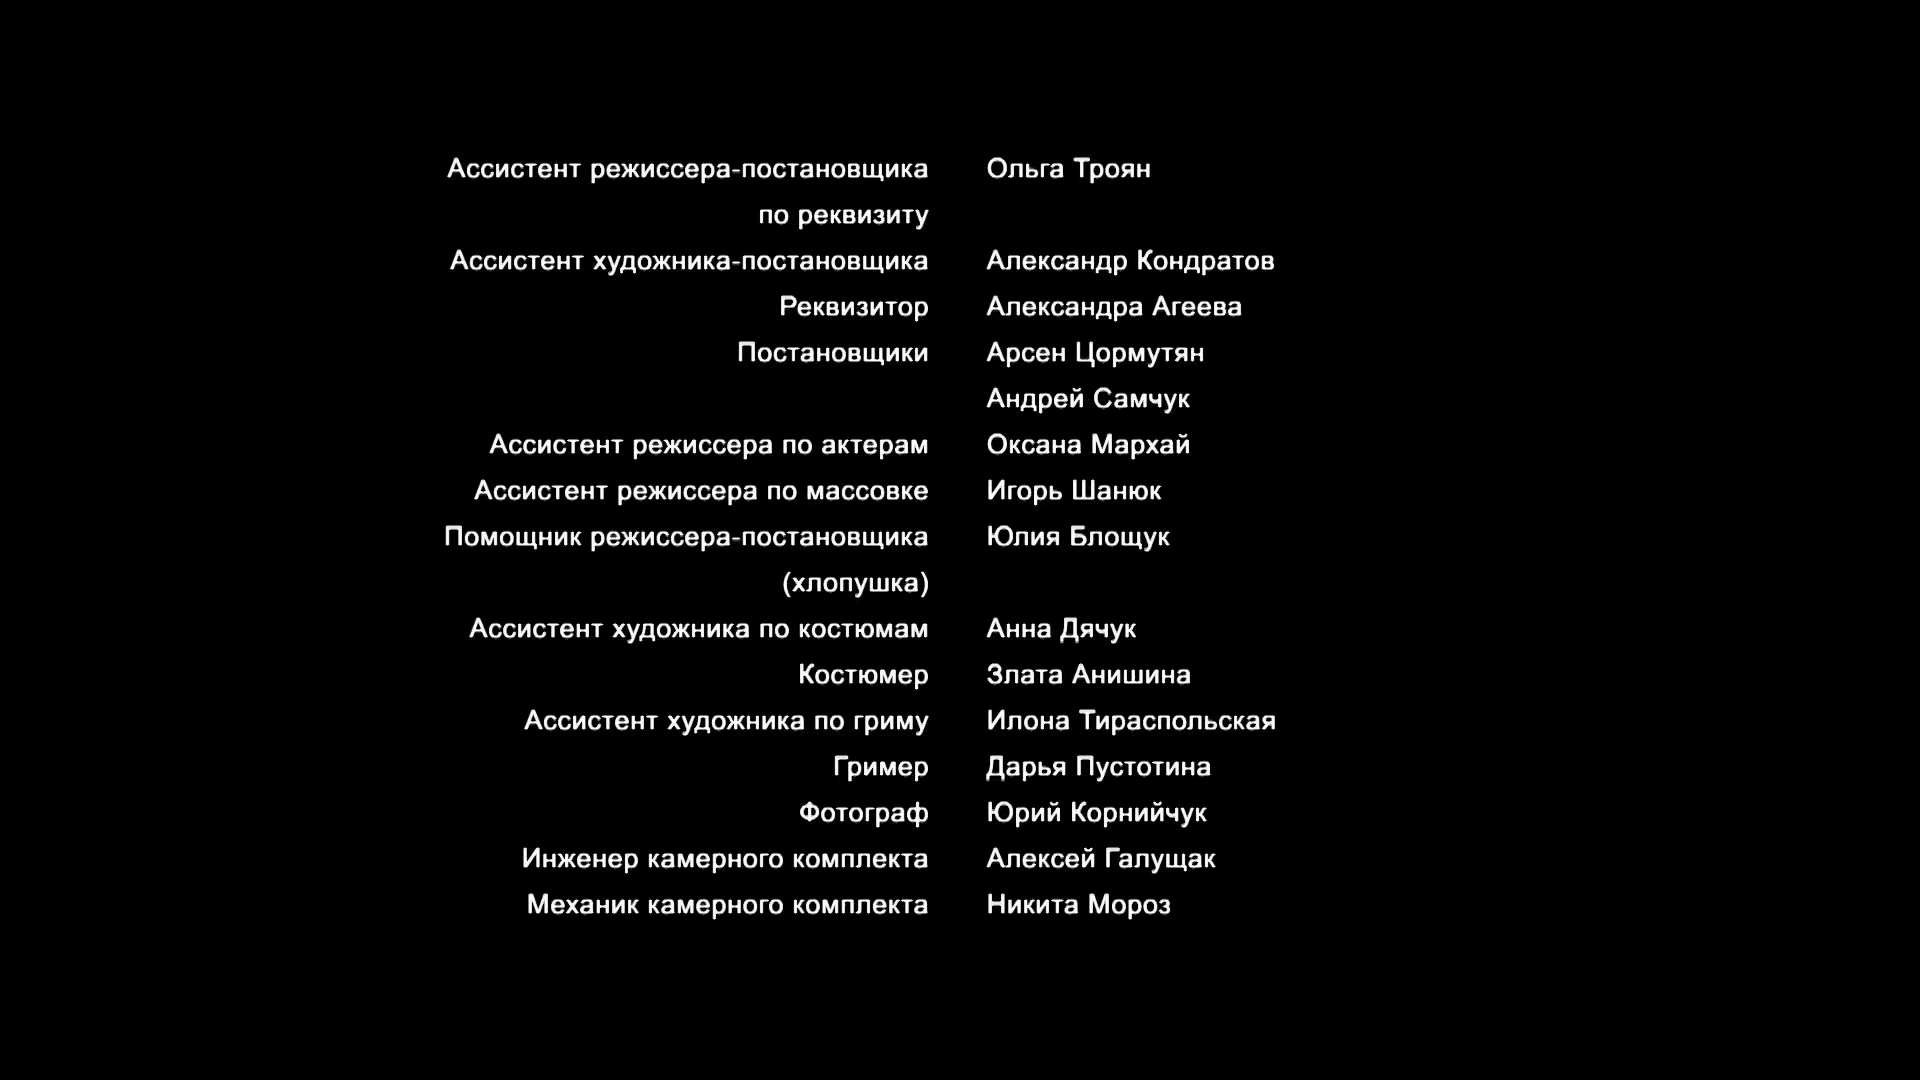 Ассистент режиссера-постановщика Ольга Троян
по реквизиту
Ассистент художника-постановщика Александр Кондратов
Реквизитор Александра Агеева
Постановщики Арсен Цормутян
Андрей Самчук
Ассистент режиссера по актерам Оксана Мархай
Ассистент режиссера по массовке Игорь Шанюк
Помощник режиссера-постановщика Юлия Блощук
(хлопушка)
Ассистент художника по костюмам Анна Дячук
Костюмер Злата Анишина
Ассистент художника по гриму Илона Тираспольская
Гример Дарья Пустотина
Фотограф Юрий Корнийчук
Инженер камерного комплекта Алексей Галущак
Механик камерного комплекта Никита Мороз